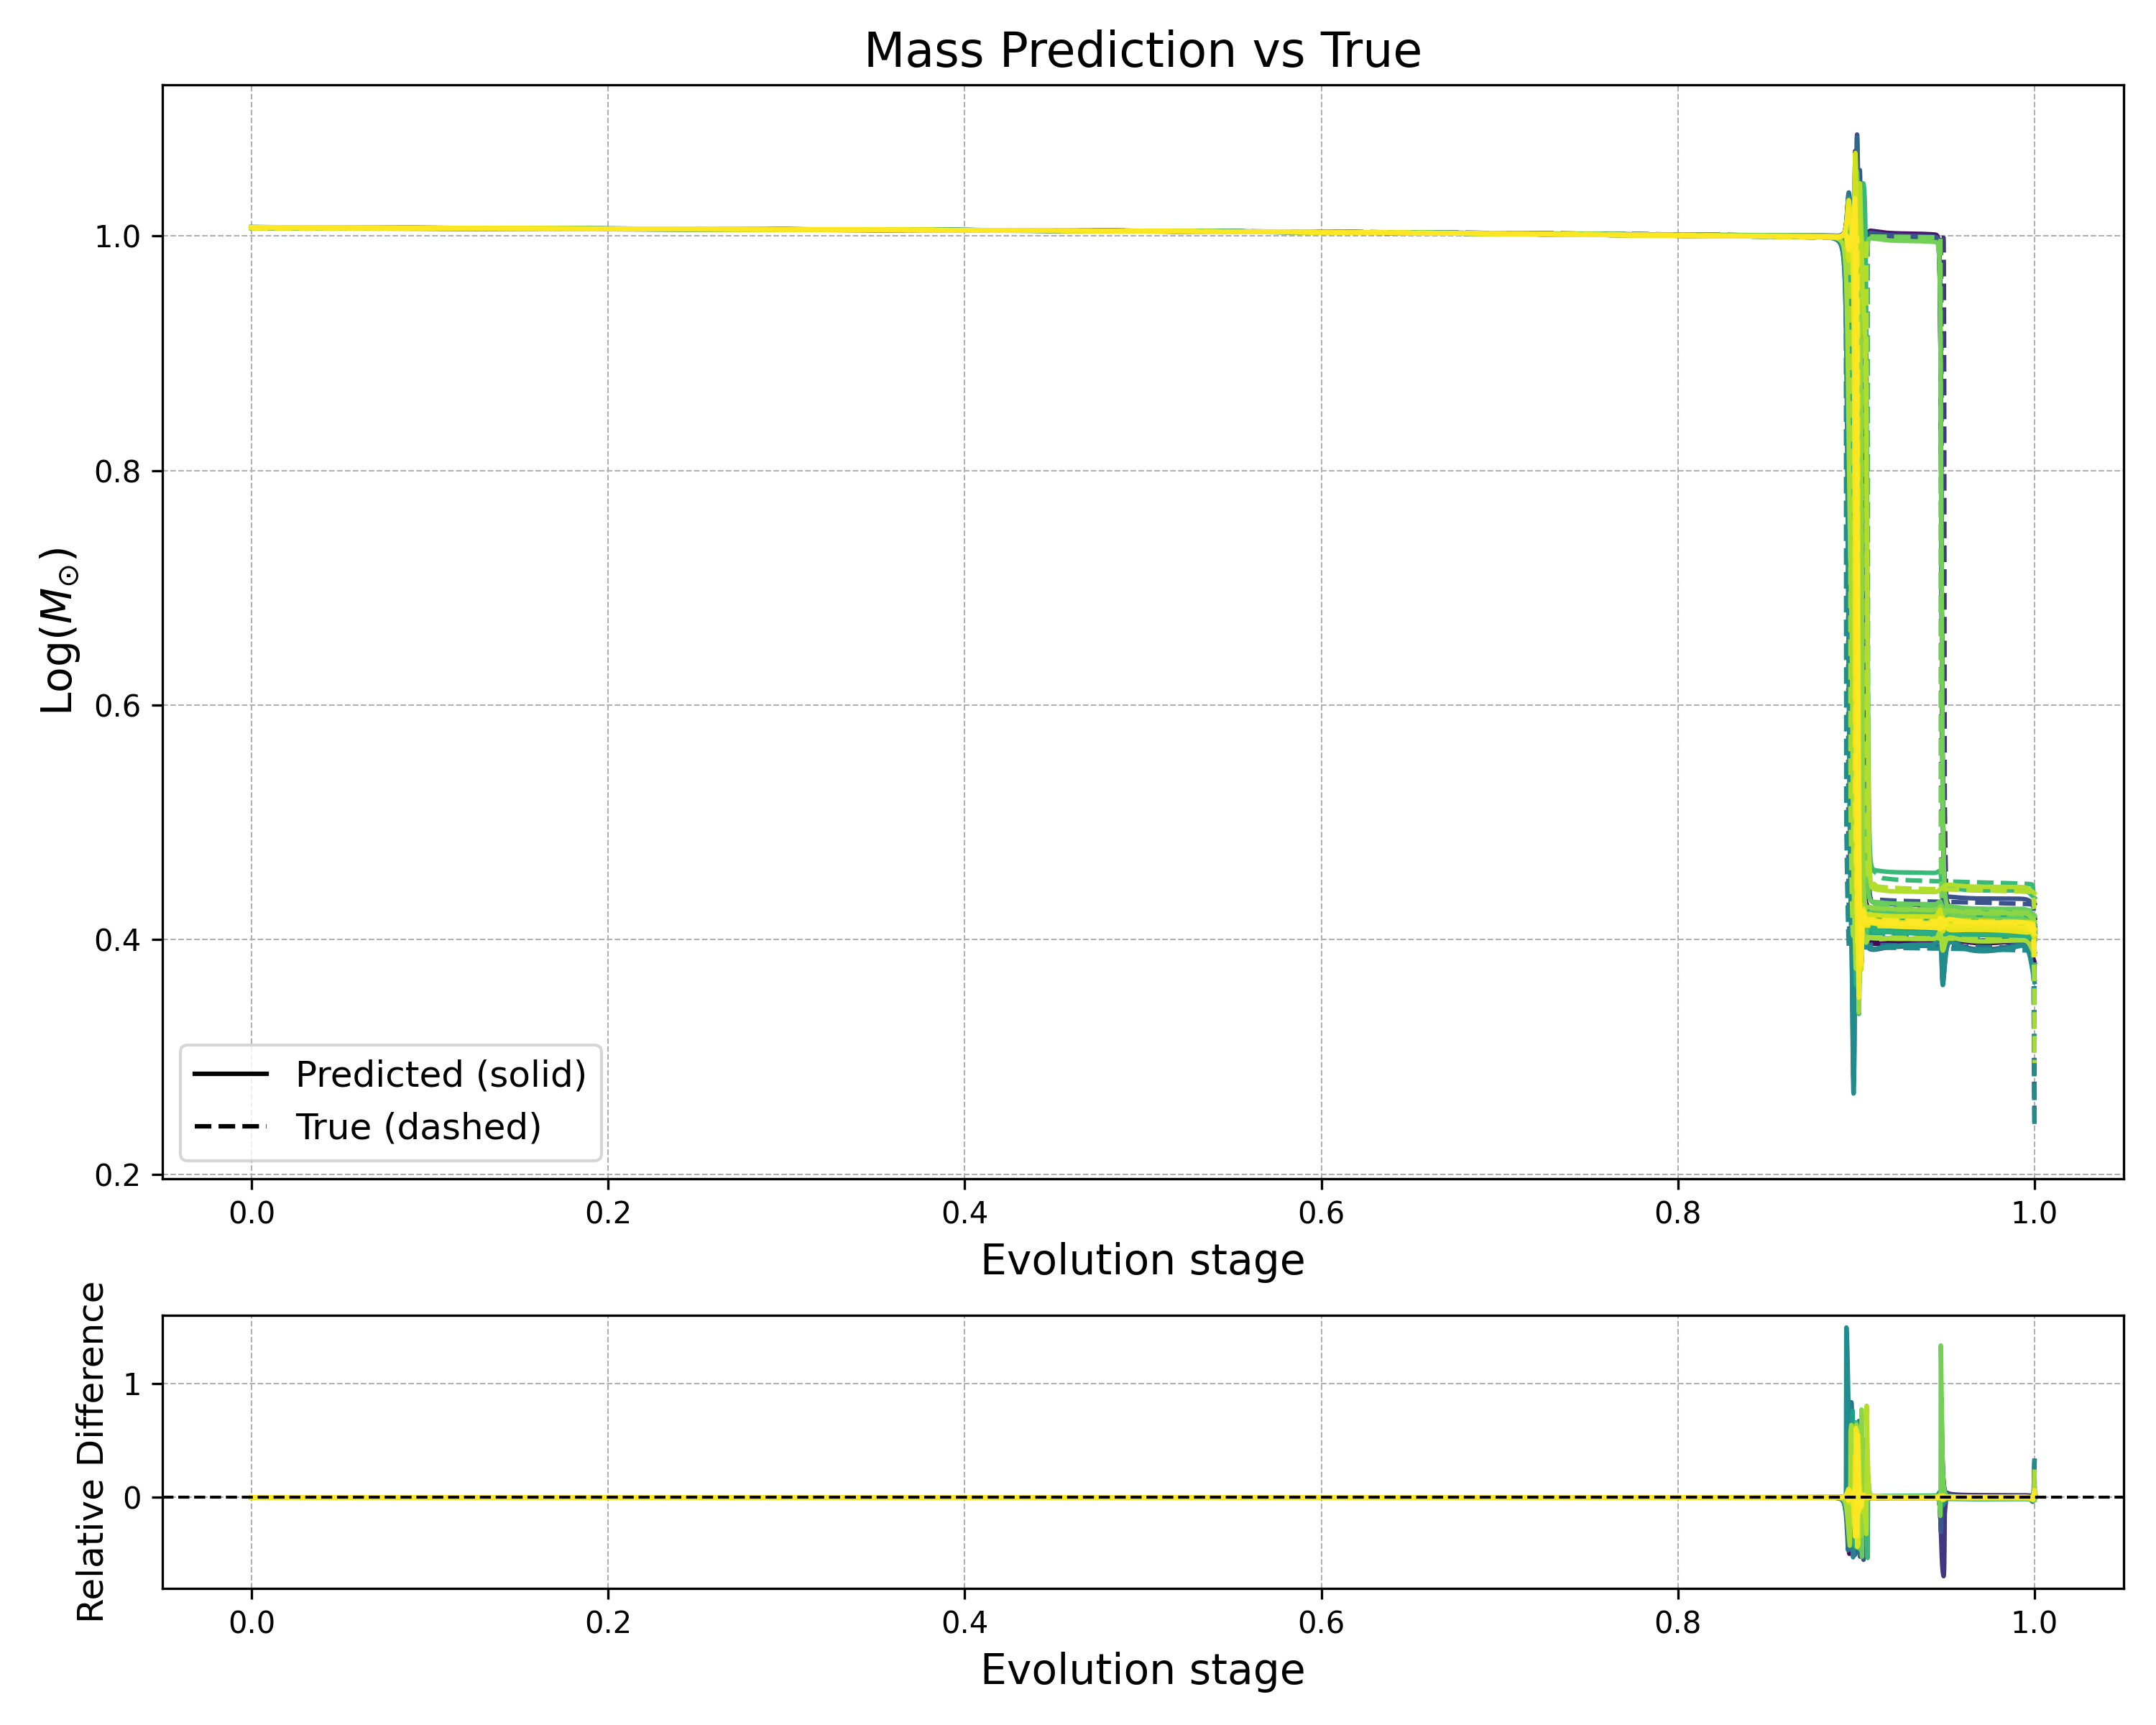 Mass Prediction vs True
Log(M⊙)
1.0
0.8
0.6
0.4
0.2
Predicted (solid)
True (dashed)
0.0 0.2 0.4 0.6 0.8 1.0
Evolution stage
Relative Difference
1
0
0.0 0.2 0.4 0.6 0.8 1.0
Evolution stage